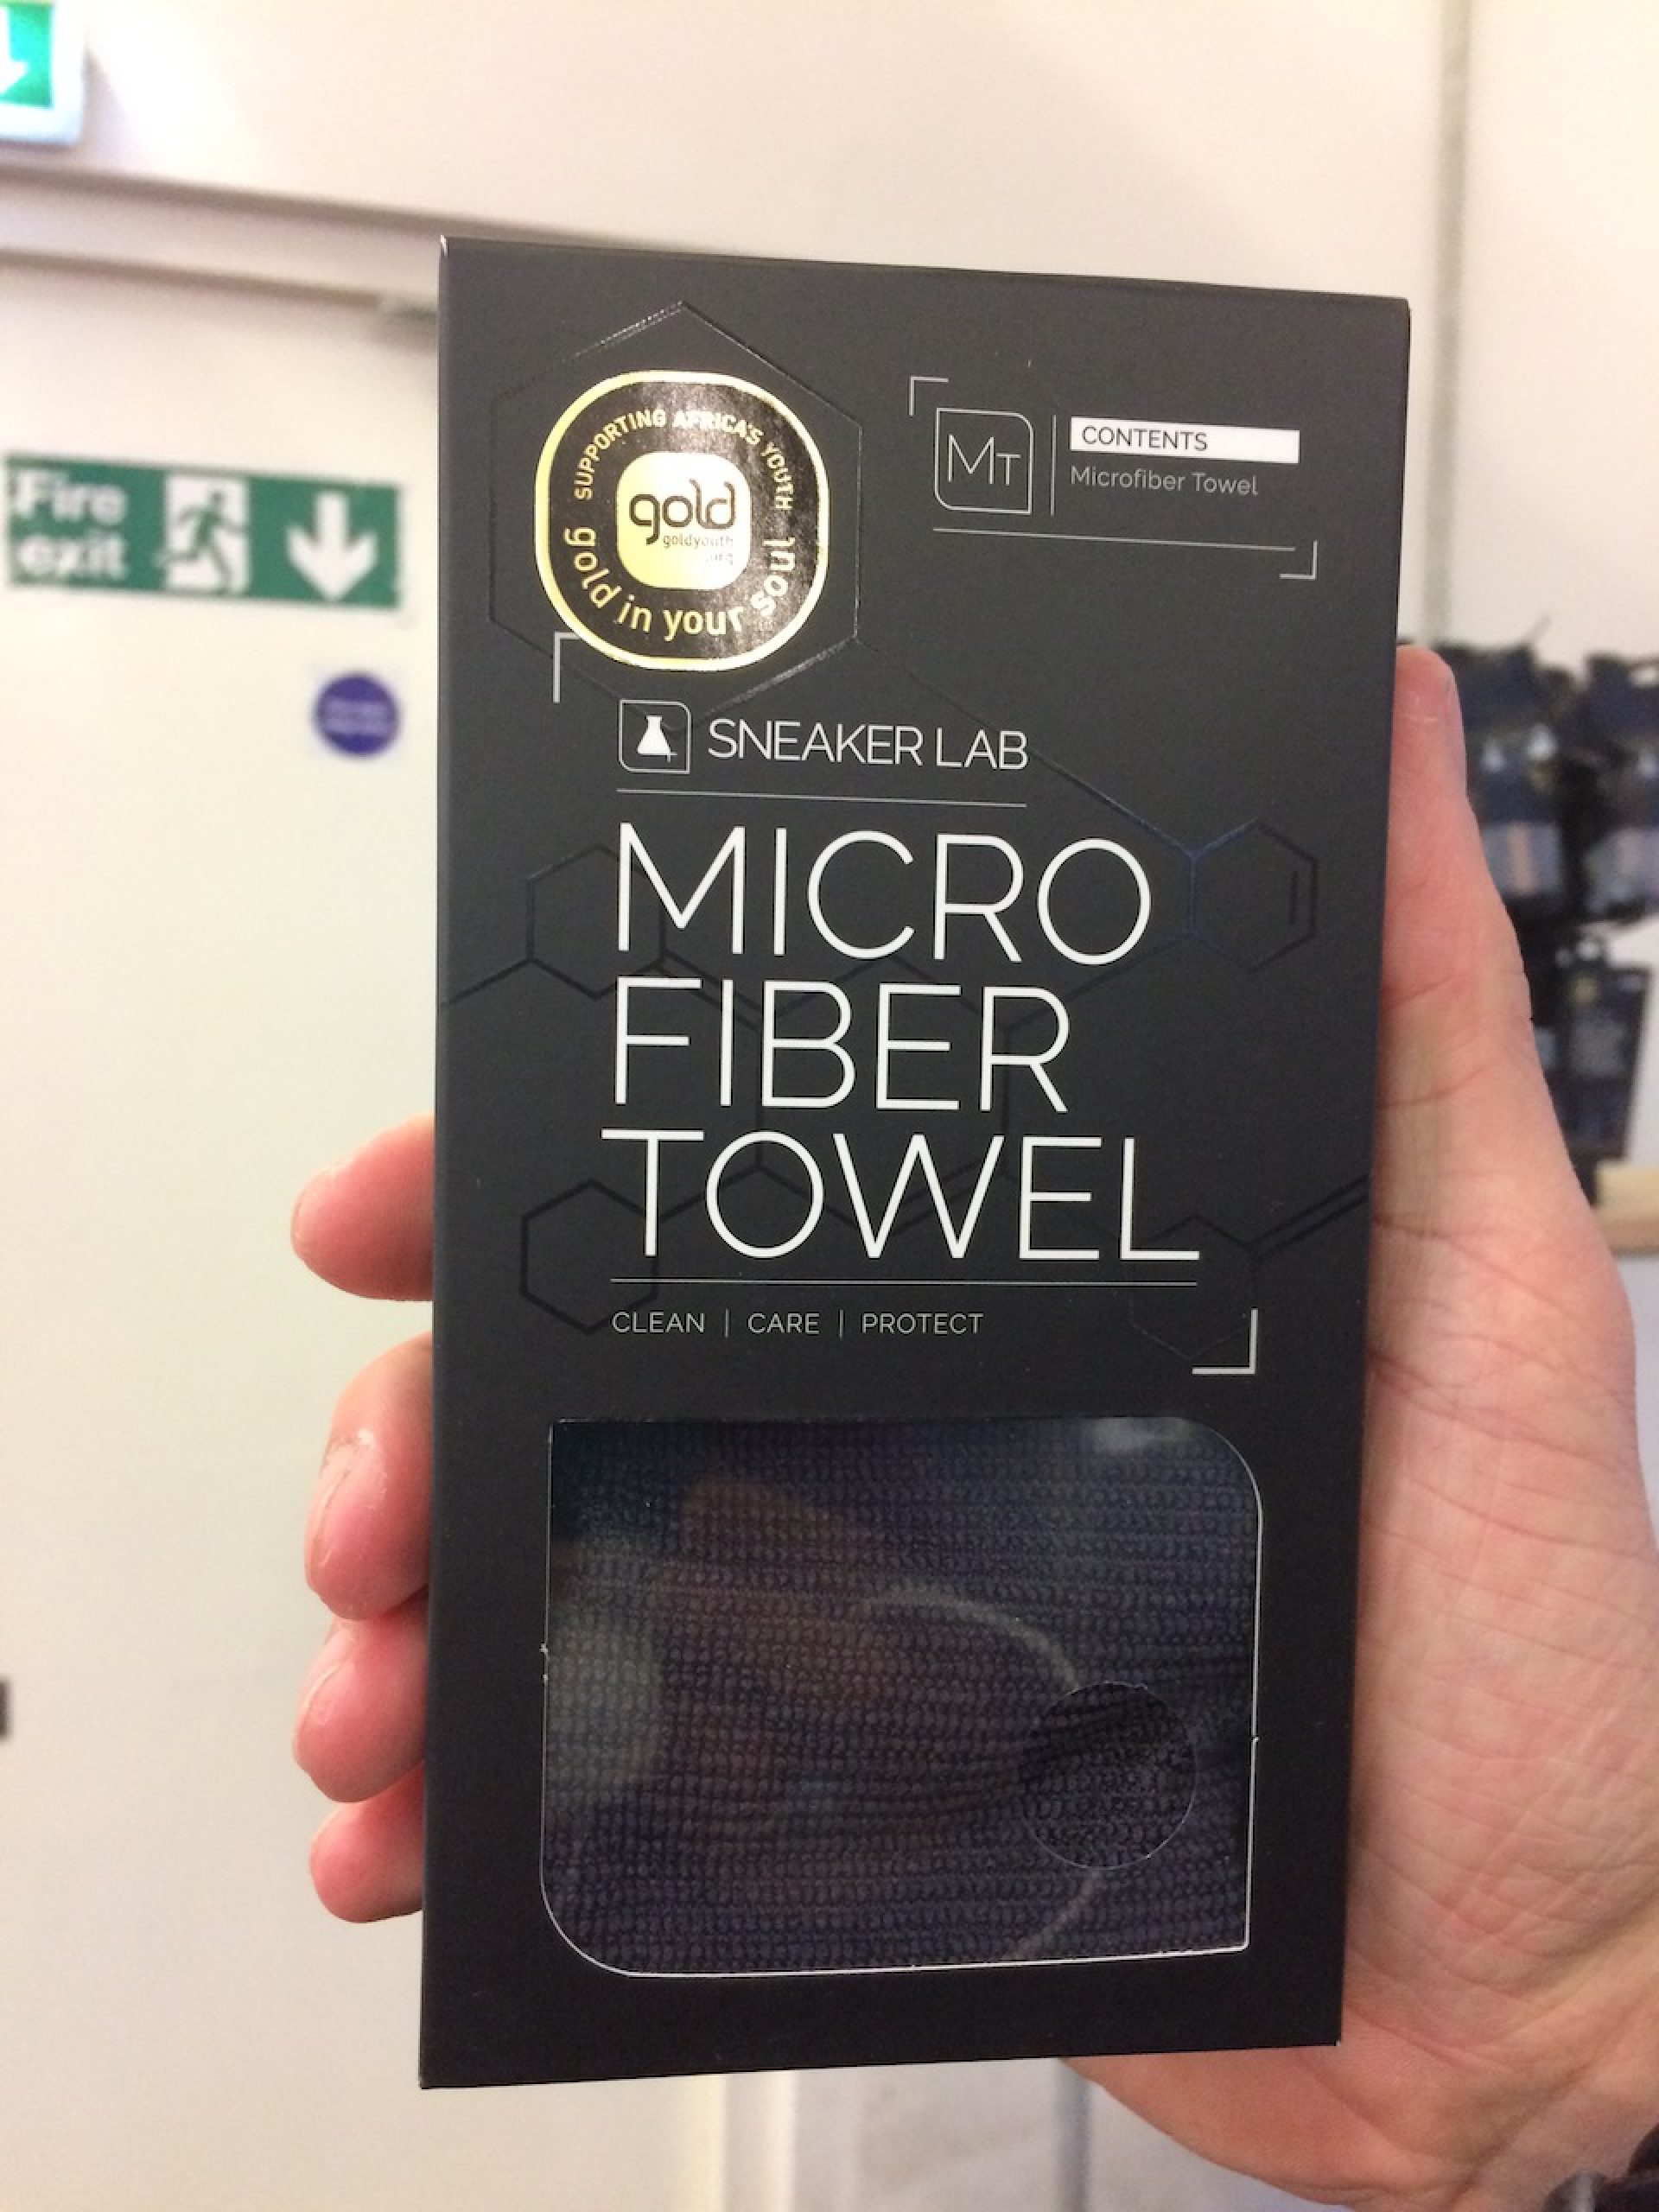 Fire
exit
SUPPORTING AFRICA'S YOUTH
gold
goldyouth
.org
gold in your soul
MT
CONTENTS
Microfiber Towel
SNEAKER LAB
MICRO
FIBER
TOWEL
CLEAN | CARE | PROTECT